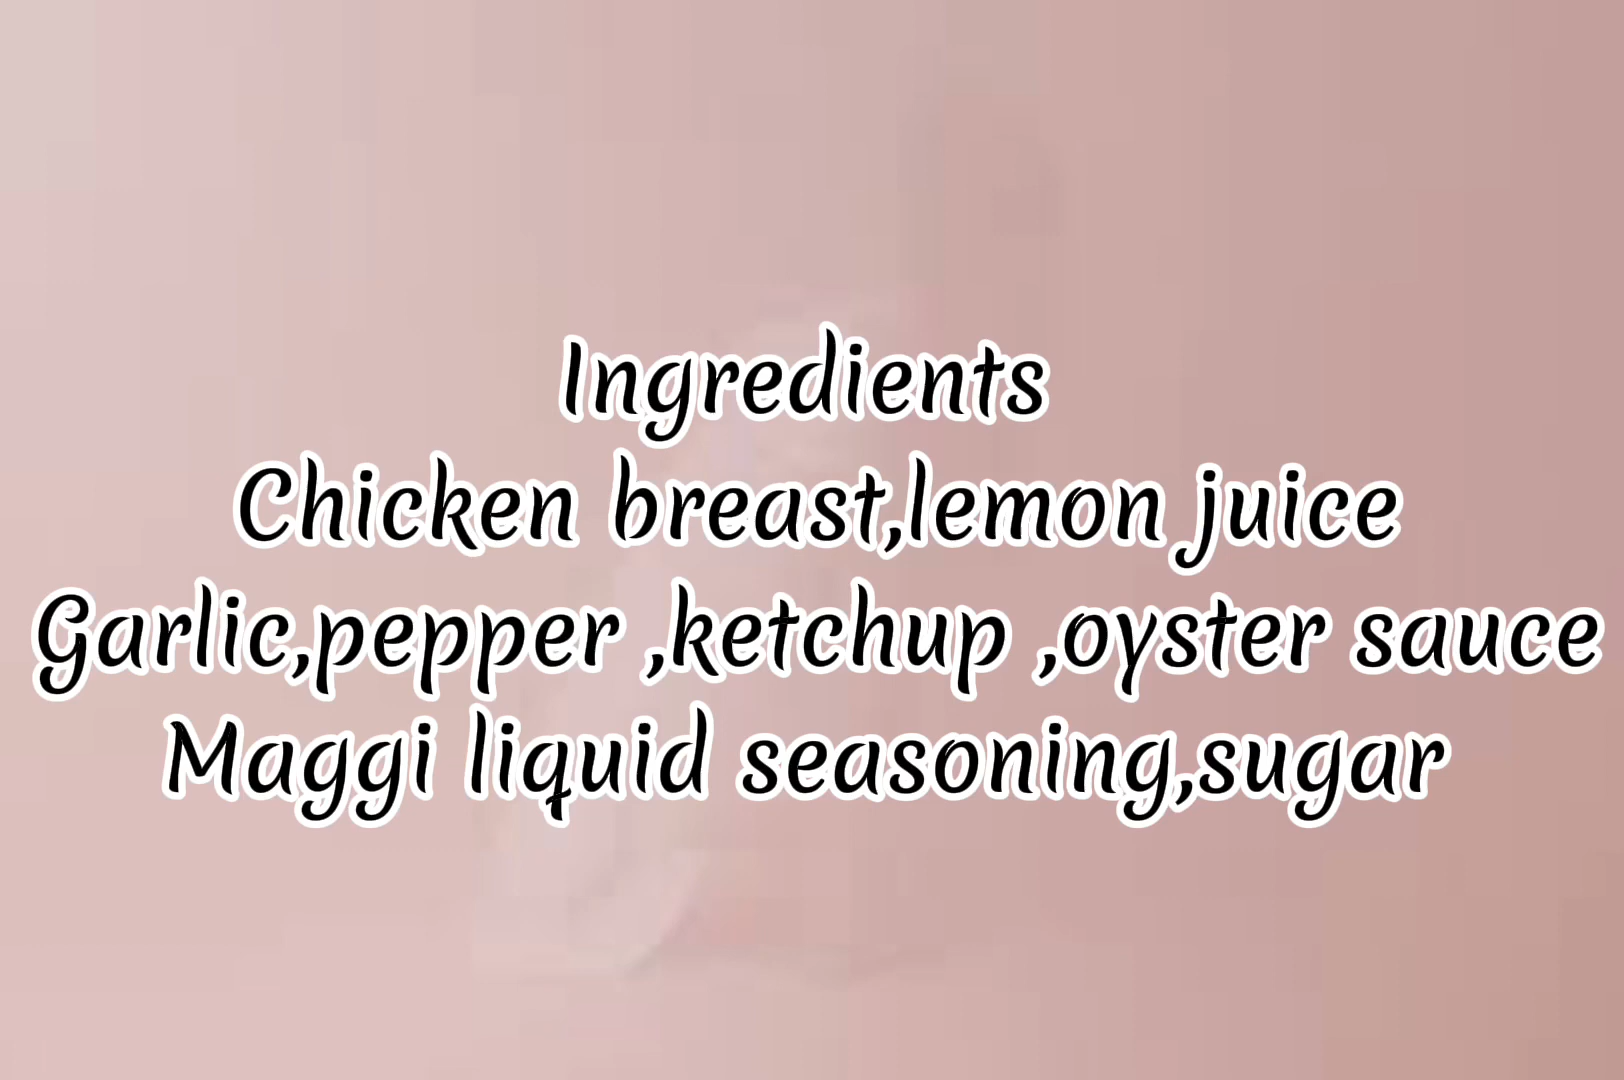 Ingredients
Chicken breast,lemon juice
Garlic,pepper ,ketchup ,oyster sauce
Maggi liquid seasoning,sugar